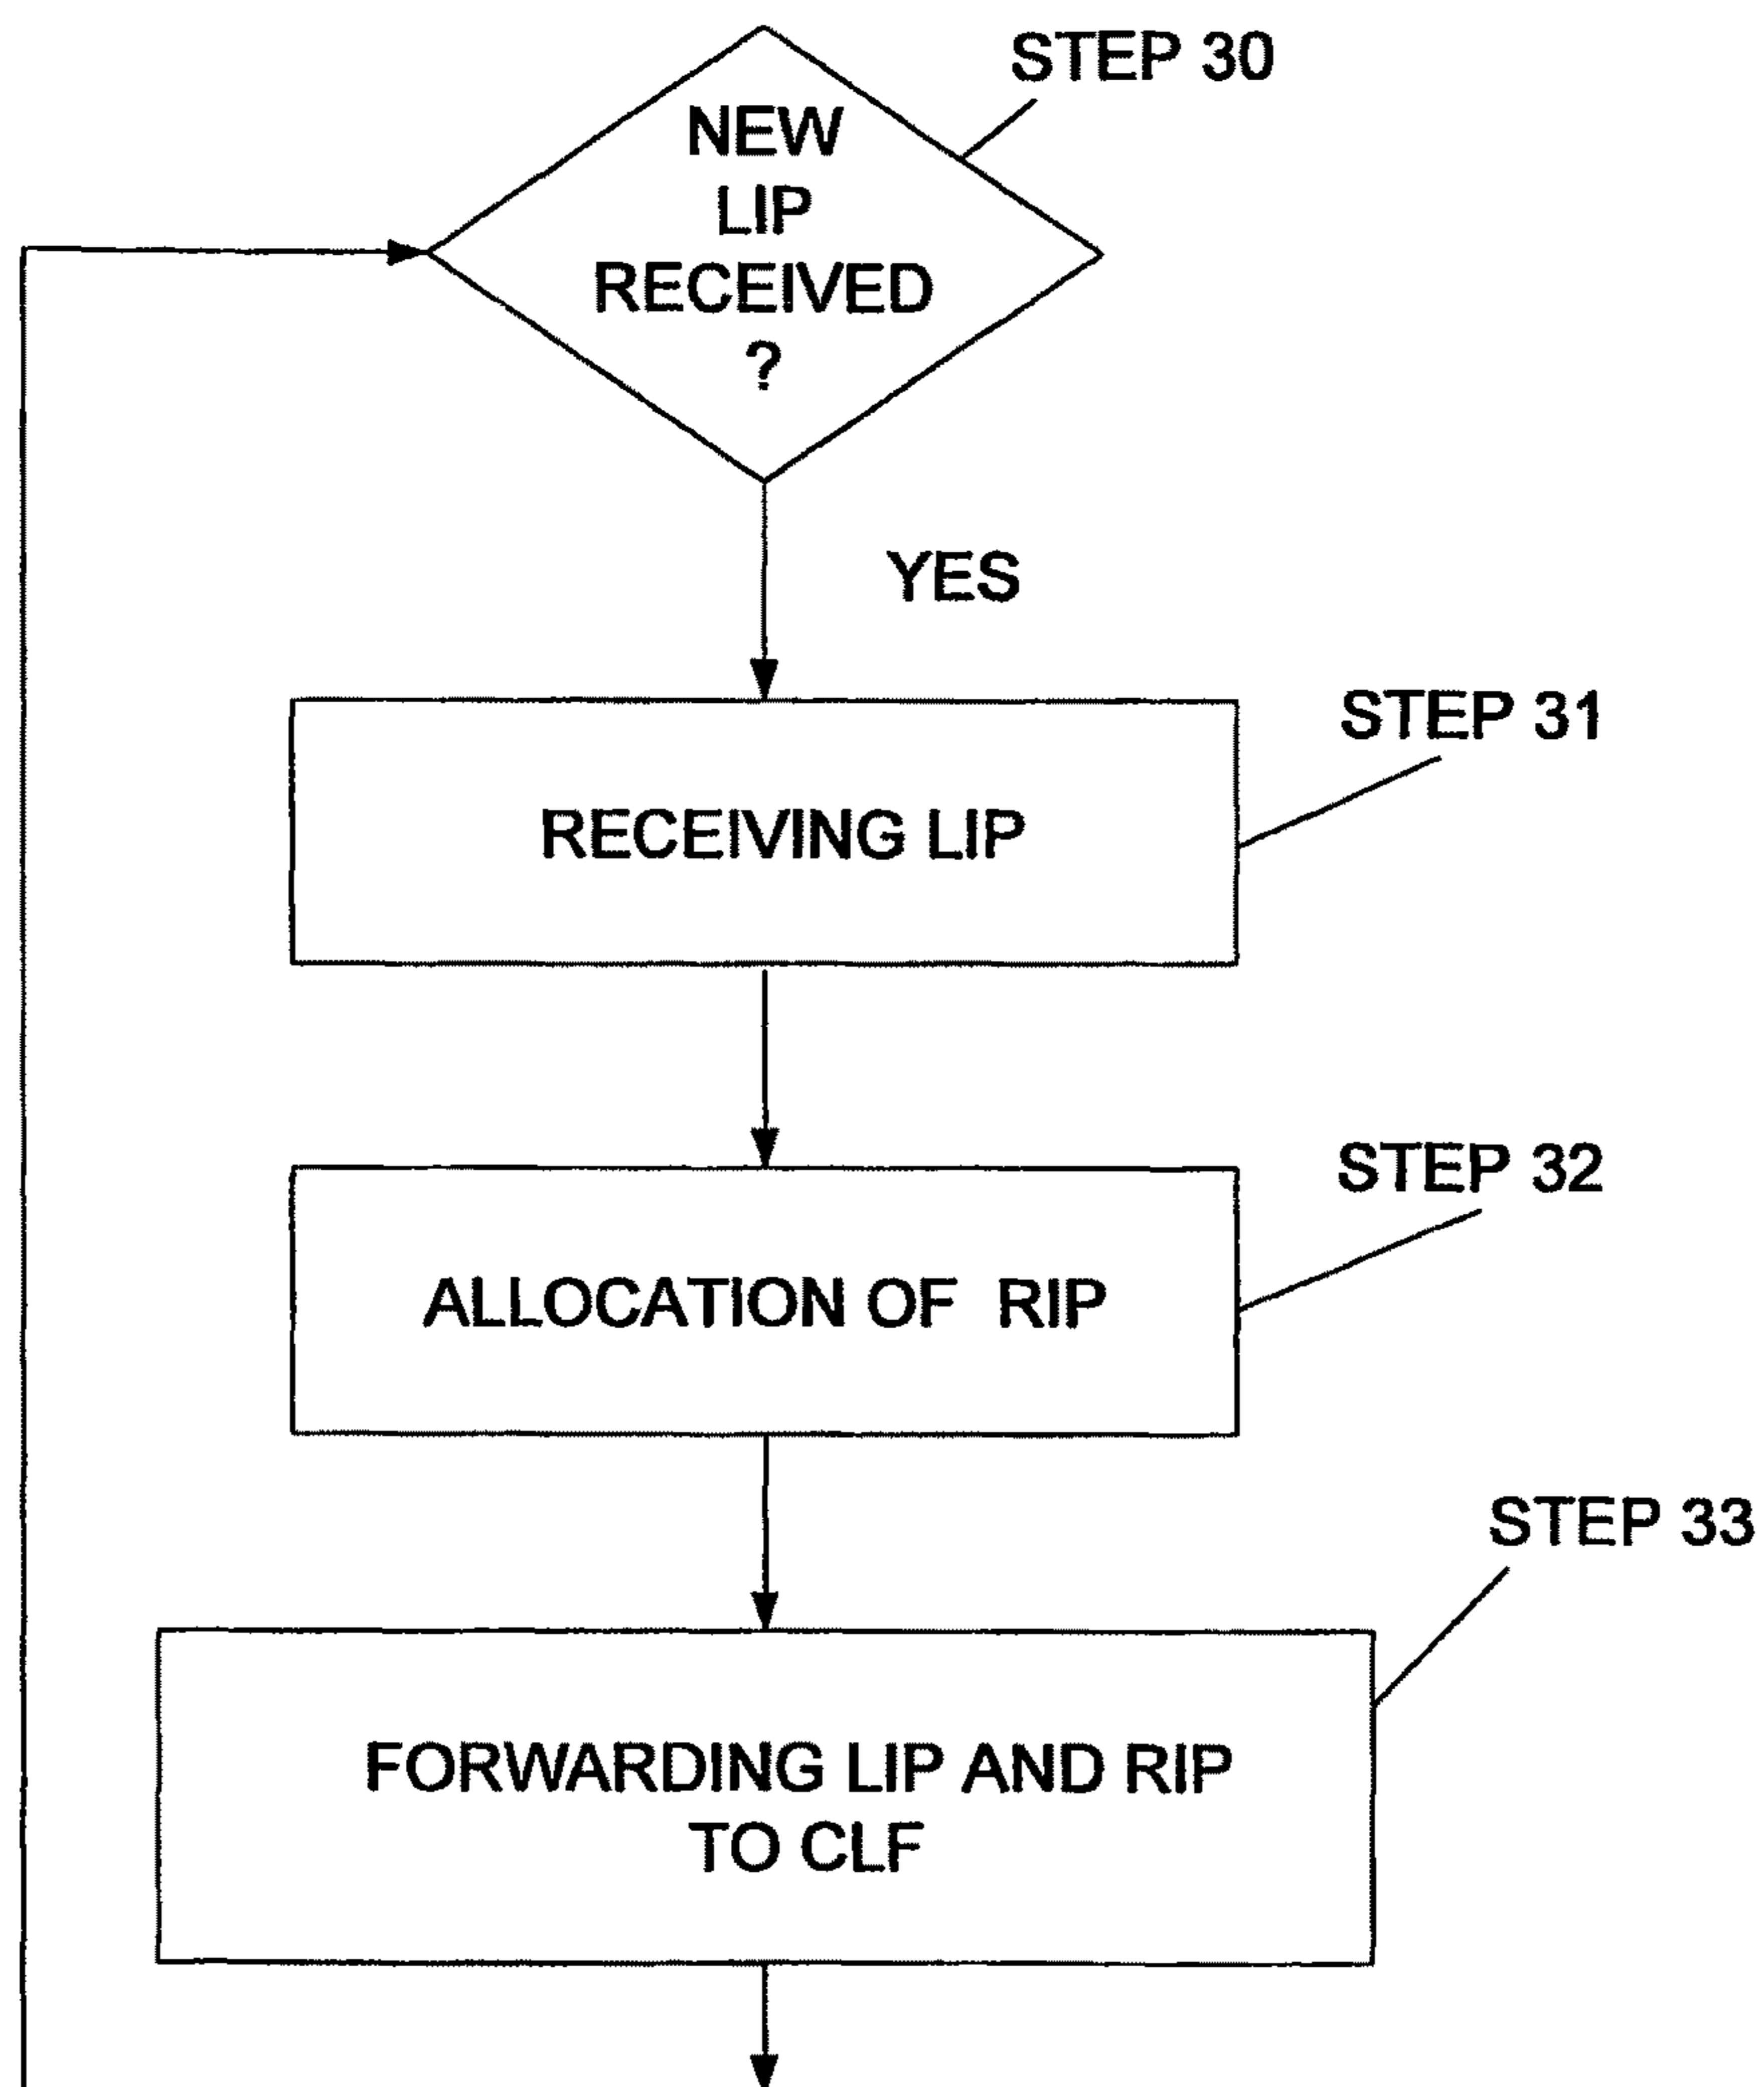 STEP 30
NEW
LIP
RECEIVED
?
YES
STEP 31
RECEIVING LIP
STEP 32
ALLOCATION OF RIP
STEP 33
FORWARDING LIP AND RIP
TO CLF